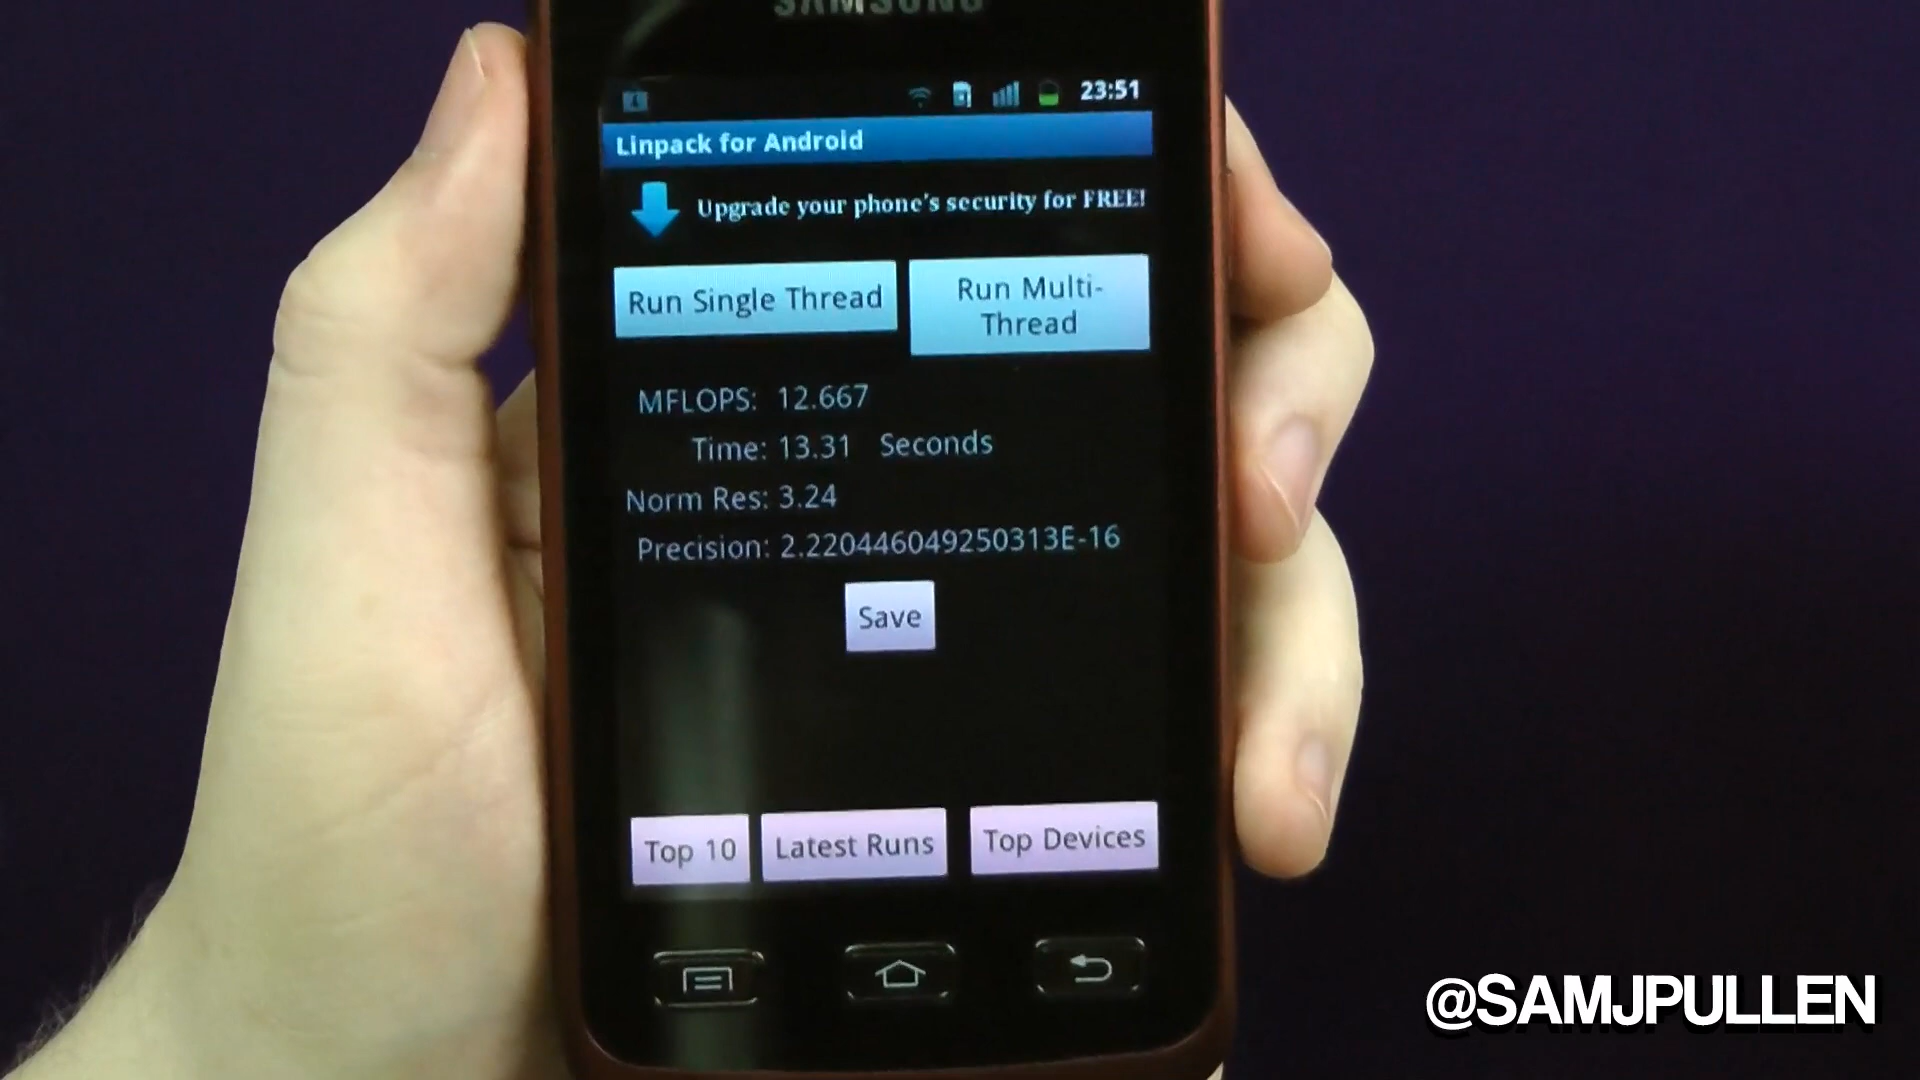 SAMSUNG
23:51
Linpack for Android
Upgrade your phone's security for FREE!
Run Single Thread
Run Multi-
Thread
MFLOPS: 12.667
Time: 13.31 Seconds
Norm Res: 3.24
Precision: 2.220446049250313E-16
Save
Top 10
Latest Runs
Top Devices
@SAMJPULLEN